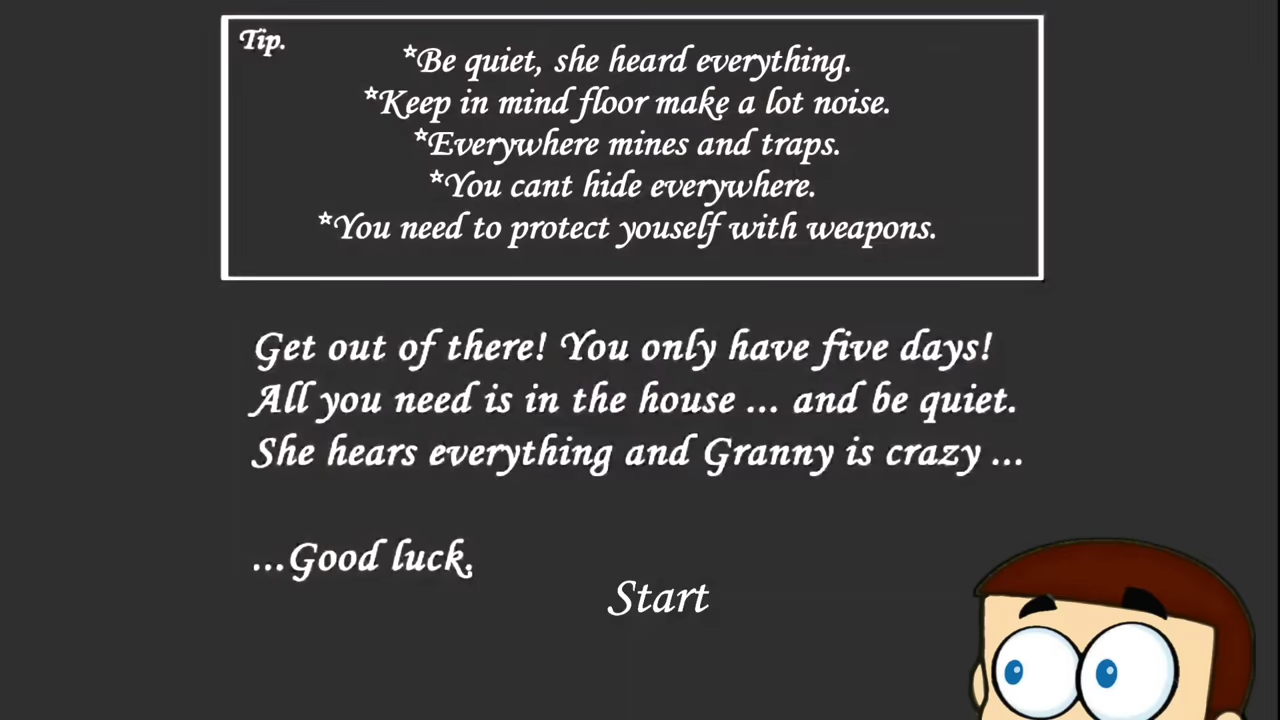 Tip.
*Be quiet, she heard everything.
*Keep in mind floor make a lot noise.
*Everywhere mines and traps.
*You cant hide everywhere.
*You need to protect youself with weapons.
Get out of there! You only have five days!
All you need is in the house ... and be quiet.
She hears everything and Granny is crazy ...
...Good luck.
Start